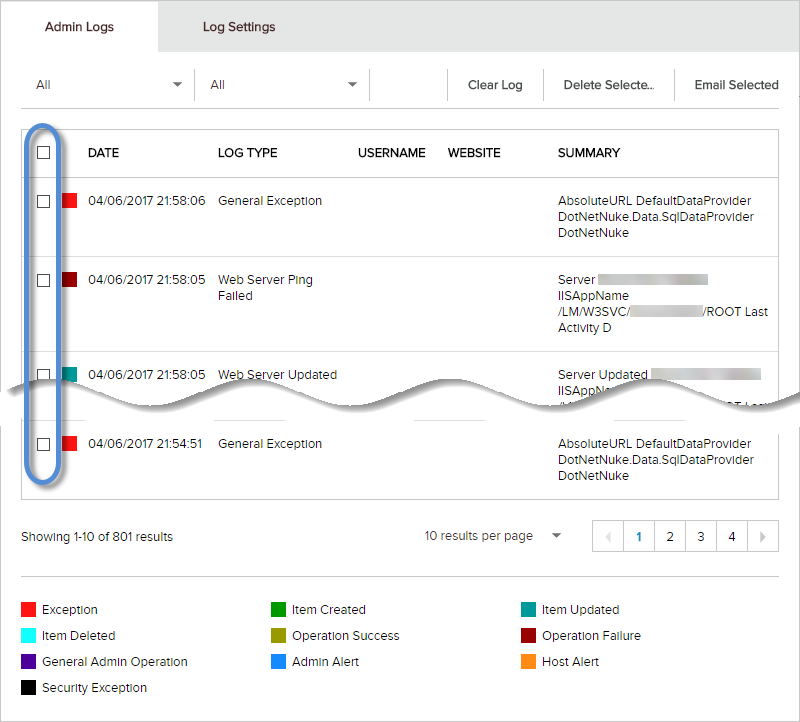 Admin Logs Log Settings
All All Clear Log Delete Selecte... Email Selected
DATE LOG TYPE USERNAME WEBSITE SUMMARY
04/06/2017 21:58:06 General Exception AbsoluteURL DefaultDataProvider
DotNetNuke.Data.SqlDataProvider
DotNetNuke
04/06/2017 21:58:05 Web Server Ping Server
Failed IISAppName
/LM/W3SVC/ /ROOT Last
Activity D
04/06/2017 21:58:05 Web Server Updated Server Updated
04/06/2017 21:54:51 General Exception AbsoluteURL DefaultDataProvider
DotNetNuke.Data.SqlDataProvider
DotNetNuke
Showing 1-10 of 801 results 10 results per page 1 2 3 4
Exception Item Created Item Updated
Item Deleted Operation Success Operation Failure
General Admin Operation Admin Alert Host Alert
Security Exception